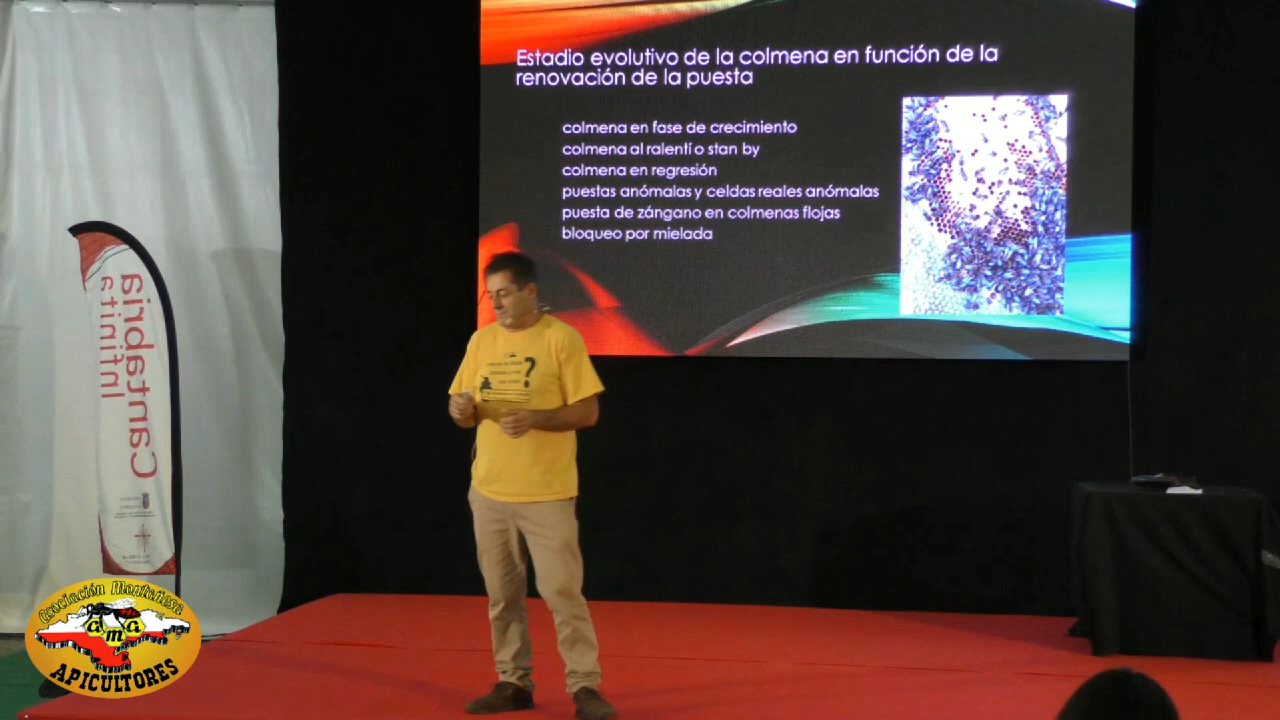 Estadio evolutivo de la colmena en función de la
renovación de la puesta
colmena en fase de crecimiento
colmena al ralentí o stan by
colmena en regresión
puestas anómalas y celdas reales anómalas
puesta de zángano en colmenas flojas
bloqueo por mielada
Cantabria
Infinita
Asociación Montañesa
AMA
APICULTORES